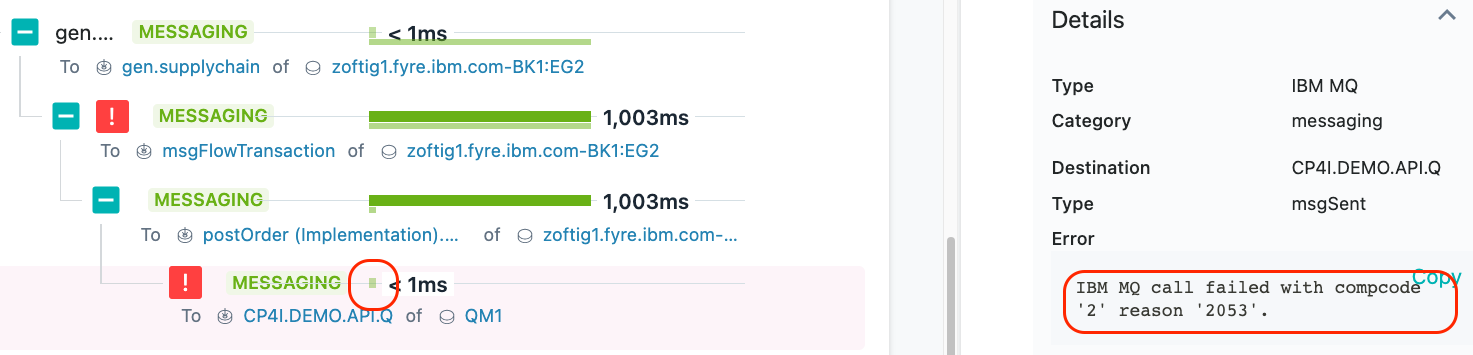 gen.... MESSAGING < 1ms
To gen.supplychain of zoftig1.fyre.ibm.com-BK1:EG2
! MESSAGING 1,003ms
To msgFlowTransaction of zoftig1.fyre.ibm.com-BK1:EG2
MESSAGING 1,003ms
To postOrder (Implementation).... of zoftig1.fyre.ibm.com-...
! MESSAGING < 1ms
To CP4I.DEMO.API.Q of QM1
Details
Type IBM MQ
Category messaging
Destination CP4I.DEMO.API.Q
Type msgSent
Error
Copy
IBM MQ call failed with compcode
'2' reason '2053'.